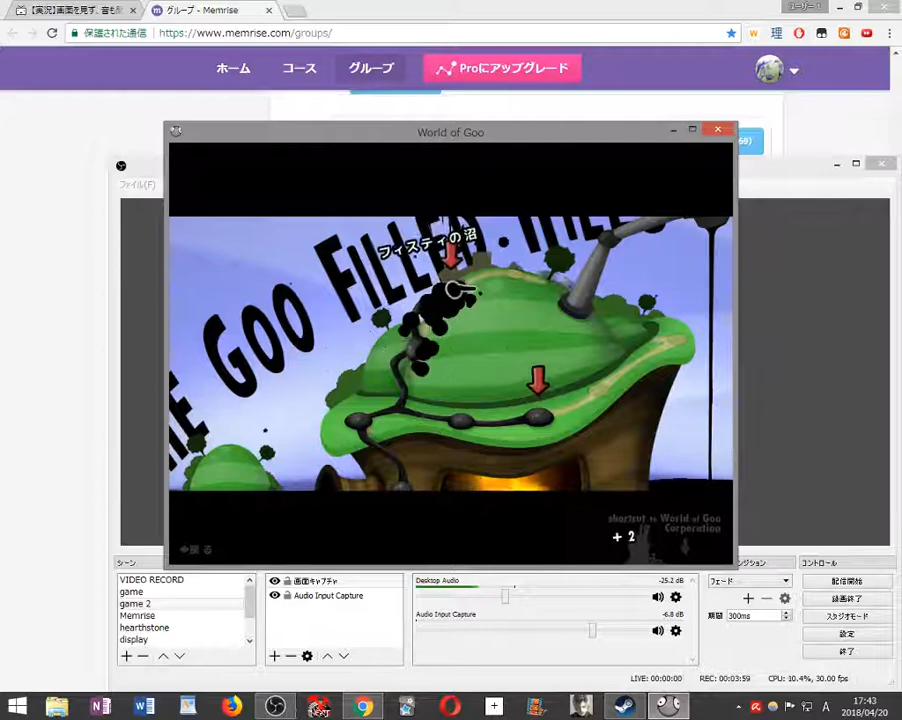 【実況】画面を見ず、音も
グループ - Memrise
ユーザー 1
保護された通信
https://www.memrise.com/groups/
ホーム
コース
グループ
Proにアップグレード
69)
World of Goo
ファイル(F)
フィスティの沼
GOO FILLED
shortcut to World of Goo
Corporation
+ 2
戻る
シーン
VIDEO RECORD
game
game 2
Memrise
hearthstone
display
画面キャプチャ
Audio Input Capture
Desktop Audio
-25.2 dB
Audio Input Capture
-6.8 dB
ンジション
フェード
期間
300ms
コントロール
配信開始
録画終了
スタジオモード
設定
終了
LIVE: 00:00:00
REC: 00:03:59
CPU: 10.4%, 30.00 fps
17:43
2018/04/20